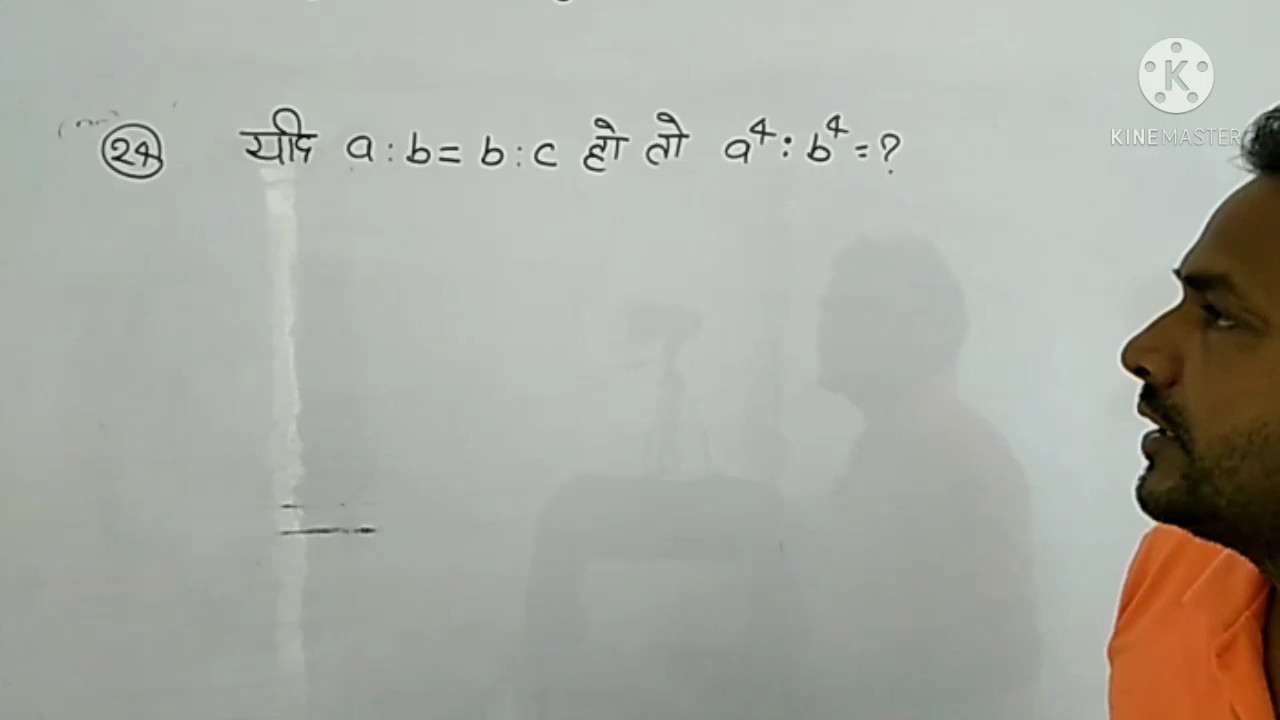 KINEMASTER
(24) यदि a : b = b : c हो तो a⁴ : b⁴ = ?